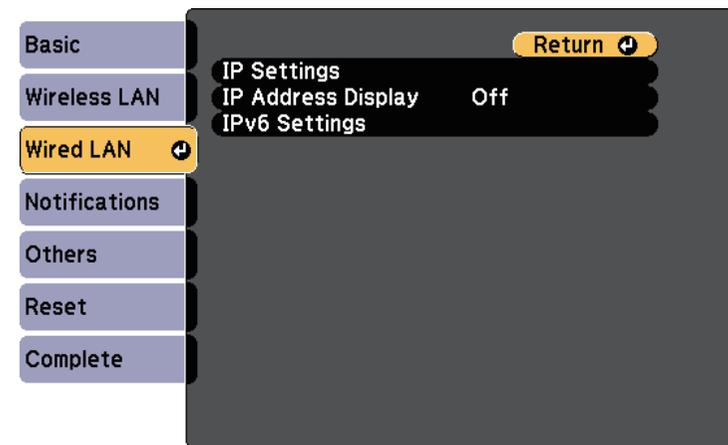 Basic
Wireless LAN
Wired LAN
Notifications
Others
Reset
Complete
Return
IP Settings
IP Address Display Off
IPv6 Settings